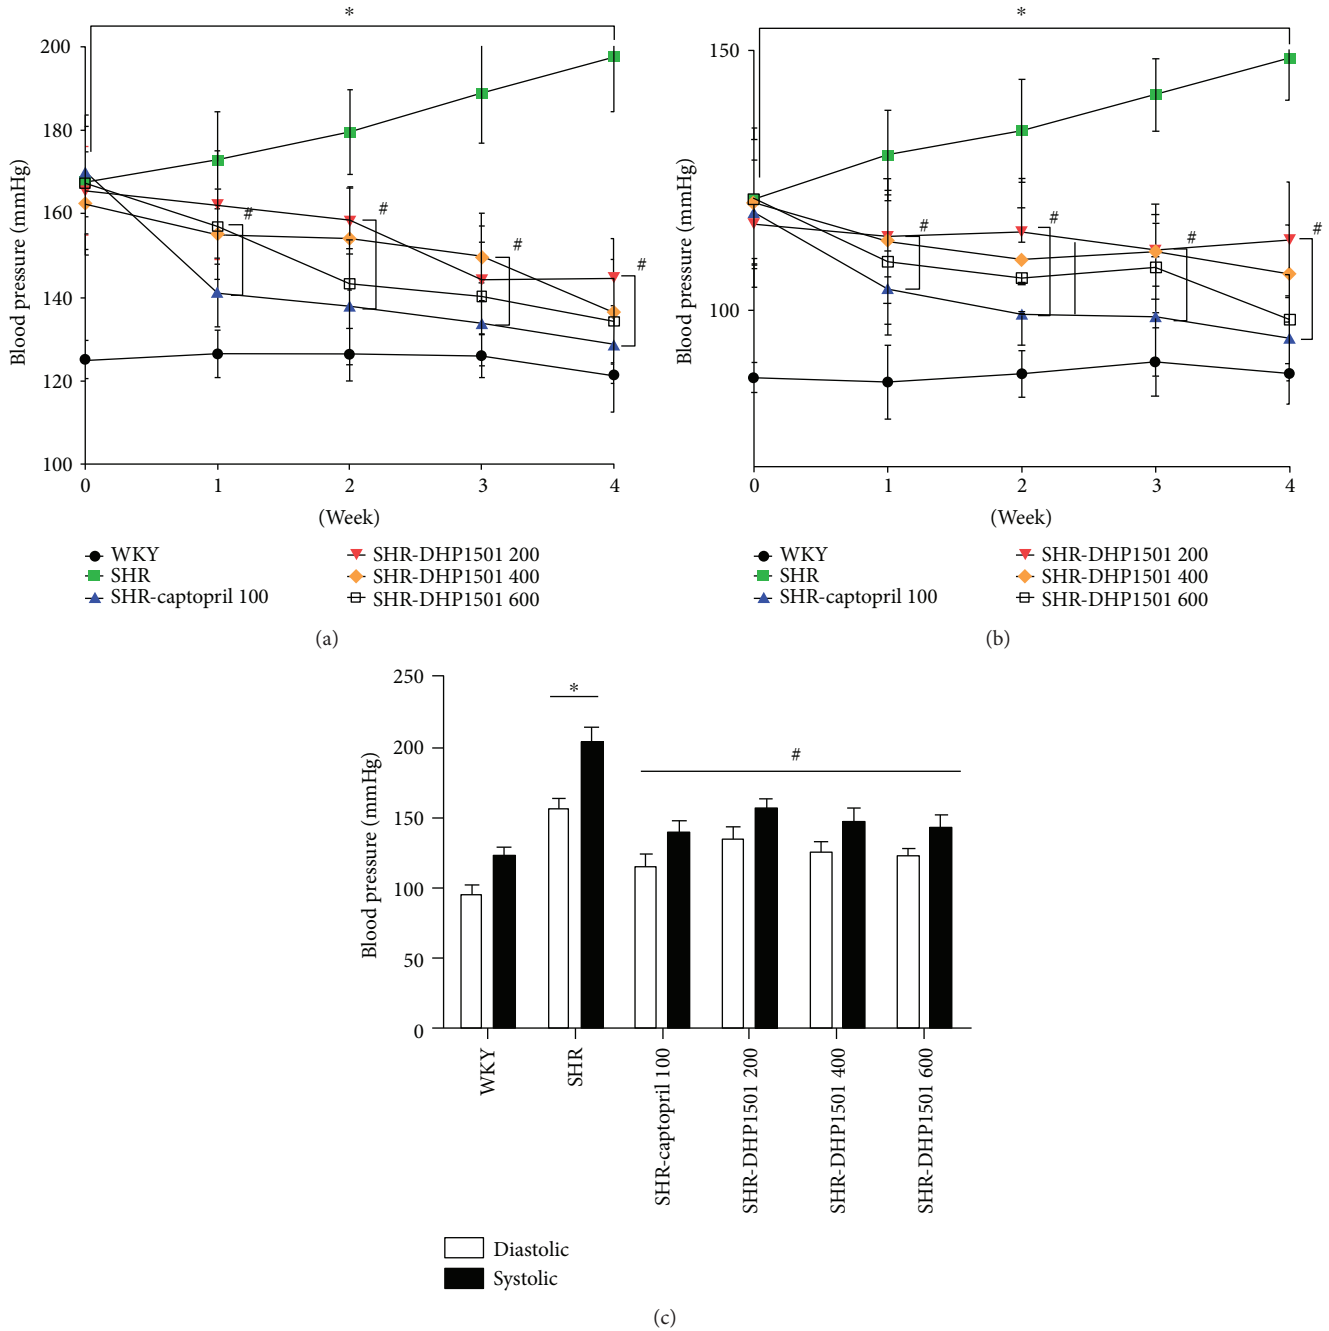 *
200
180
160
140
120
100
Blood pressure (mmHg)
#
#
#
#
0 1 2 3 4
(Week)
WKY
SHR
SHR-captopril 100
SHR-DHP1501 200
SHR-DHP1501 400
SHR-DHP1501 600
(a)
*
150
100
Blood pressure (mmHg)
#
#
#
#
0 1 2 3 4
(Week)
WKY
SHR
SHR-captopril 100
SHR-DHP1501 200
SHR-DHP1501 400
SHR-DHP1501 600
(b)
250
200
150
100
50
0
Blood pressure (mmHg)
*
#
WKY
SHR
SHR-captopril 100
SHR-DHP1501 200
SHR-DHP1501 400
SHR-DHP1501 600
Diastolic
Systolic
(c)